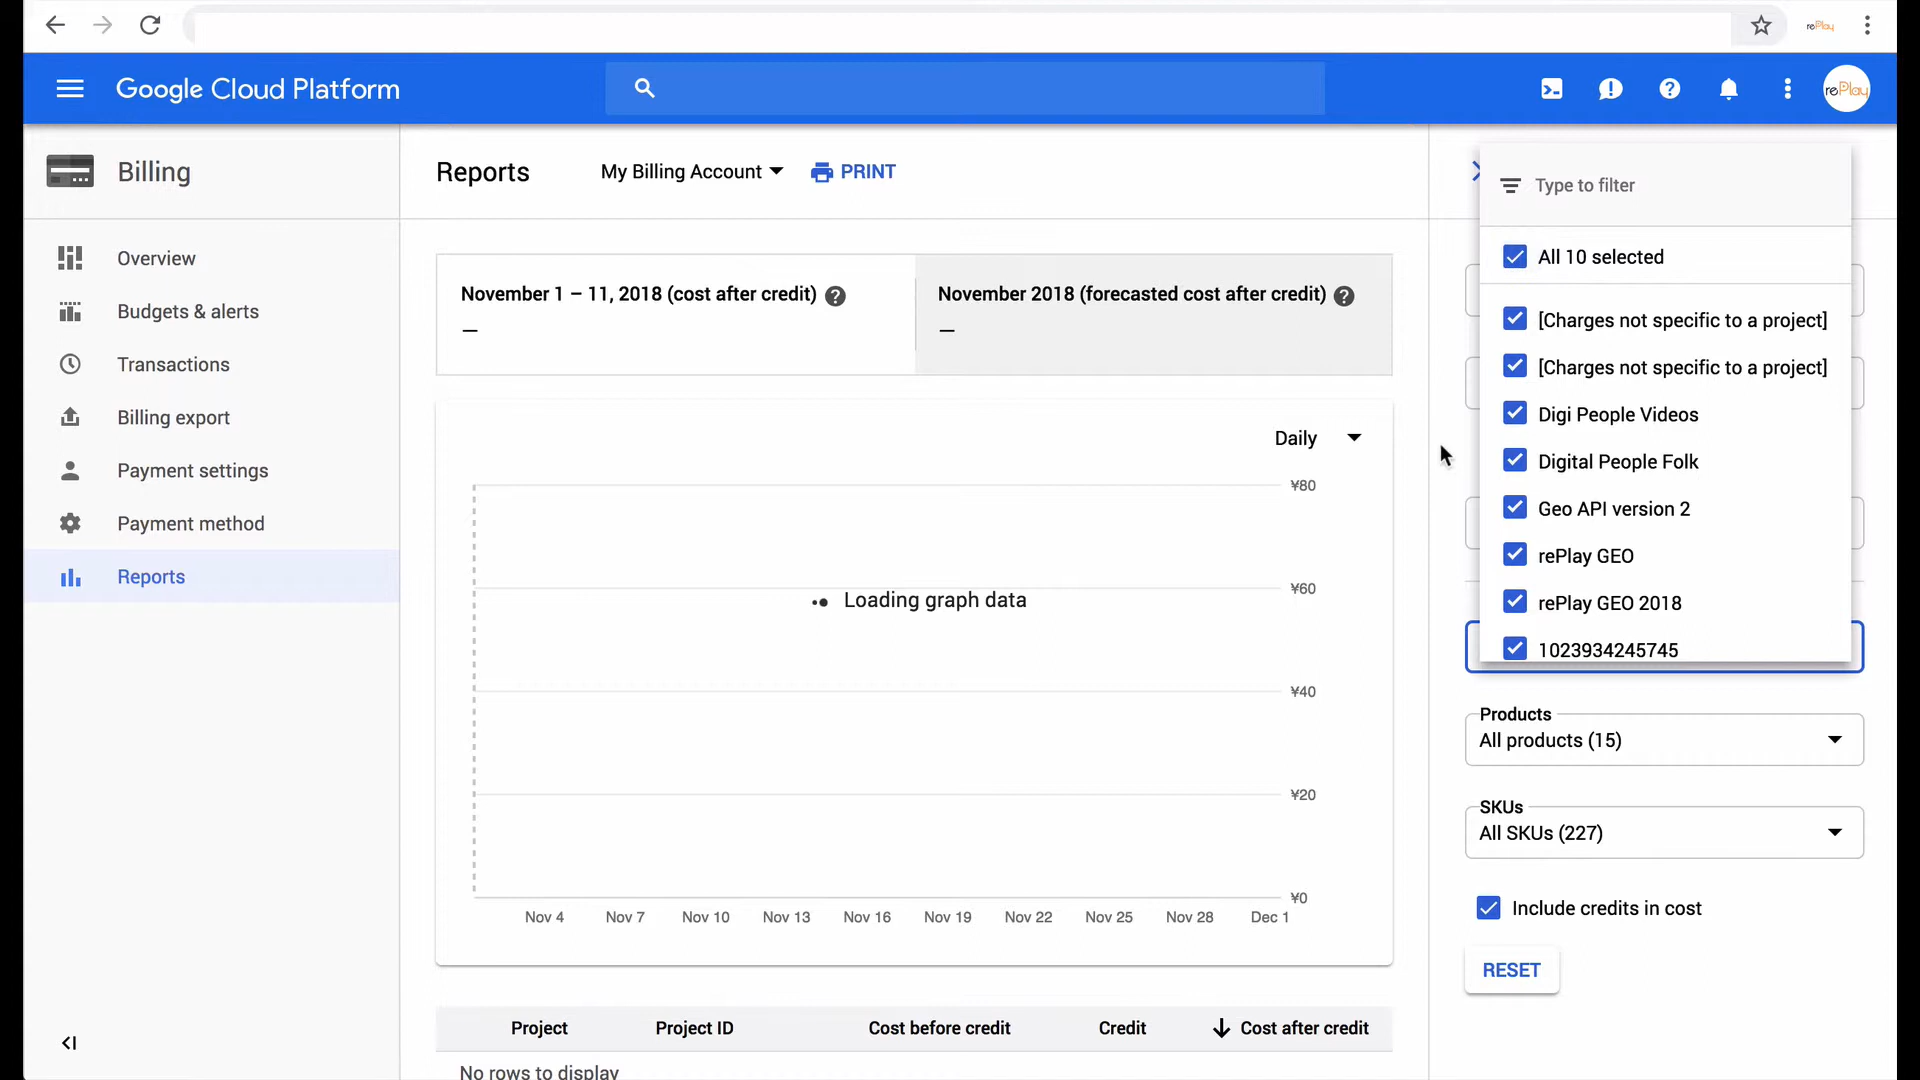 rePlay
Google Cloud Platform
rePlay
Billing
Reports
My Billing Account
PRINT
Type to filter
Overview
Budgets & alerts
Transactions
Billing export
Payment settings
Payment method
Reports
November 1 – 11, 2018 (cost after credit)
—
November 2018 (forecasted cost after credit)
—
Daily
¥80
¥60
¥40
¥20
¥0
Loading graph data
Nov 4 Nov 7 Nov 10 Nov 13 Nov 16 Nov 19 Nov 22 Nov 25 Nov 28 Dec 1
Project Project ID Cost before credit Credit Cost after credit
No rows to display
All 10 selected
[Charges not specific to a project]
[Charges not specific to a project]
Digi People Videos
Digital People Folk
Geo API version 2
rePlay GEO
rePlay GEO 2018
1023934245745
Products
All products (15)
SKUs
All SKUs (227)
Include credits in cost
RESET